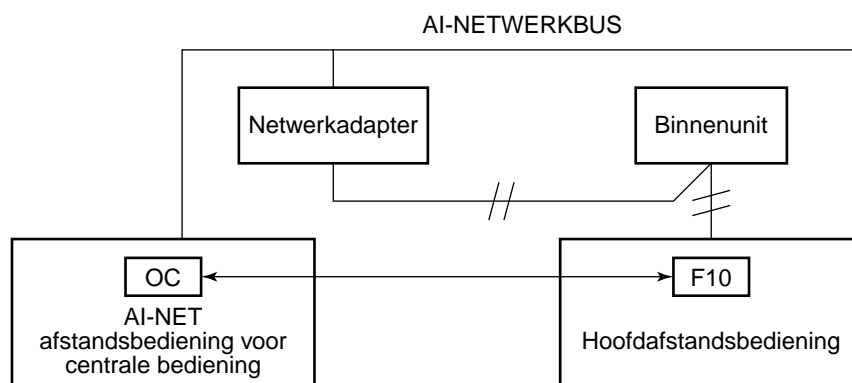 AI-NETWERKBUS
Netwerkadapter
Binnenunit
OC
AI-NET
afstandsbediening voor
centrale bediening
F10
Hoofdafstandsbediening